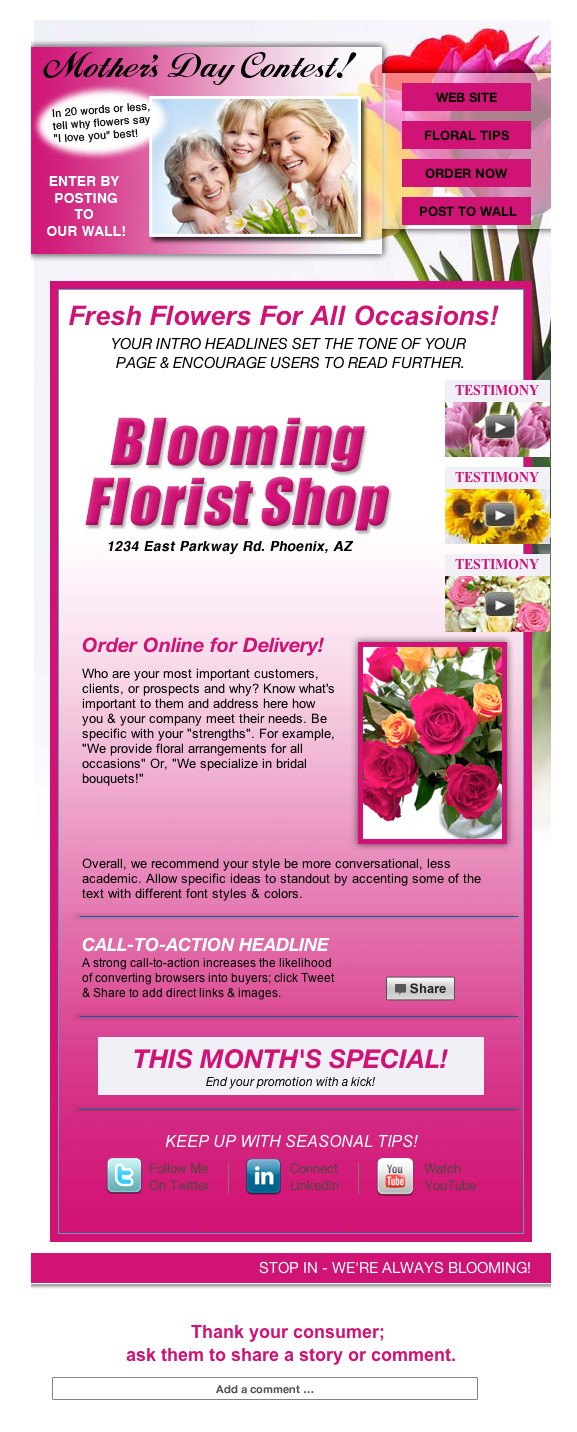 Mother's Day Contest!
In 20 words or less,
tell why flowers say
"I love you" best!
ENTER BY
POSTING
TO
OUR WALL!
WEB SITE
FLORAL TIPS
ORDER NOW
POST TO WALL
Fresh Flowers For All Occasions!
YOUR INTRO HEADLINES SET THE TONE OF YOUR
PAGE & ENCOURAGE USERS TO READ FURTHER.
TESTIMONY
TESTIMONY
TESTIMONY
Blooming
Florist Shop
1234 East Parkway Rd. Phoenix, AZ
Order Online for Delivery!
Who are your most important customers,
clients, or prospects and why? Know what's
important to them and address here how
you & your company meet their needs. Be
specific with your "strengths". For example,
"We provide floral arrangements for all
occasions" Or, "We specialize in bridal
bouquets!"
Overall, we recommend your style be more conversational, less
academic. Allow specific ideas to standout by accenting some of the
text with different font styles & colors.
CALL-TO-ACTION HEADLINE
A strong call-to-action increases the likelihood
of converting browsers into buyers; click Tweet
& Share to add direct links & images.
Share
THIS MONTH'S SPECIAL!
End your promotion with a kick!
KEEP UP WITH SEASONAL TIPS!
Follow Me
On Twitter
in
Connect
LinkedIn
You
Tube
Watch
YouTube
STOP IN - WE'RE ALWAYS BLOOMING!
Thank your consumer;
ask them to share a story or comment.
Add a comment ...